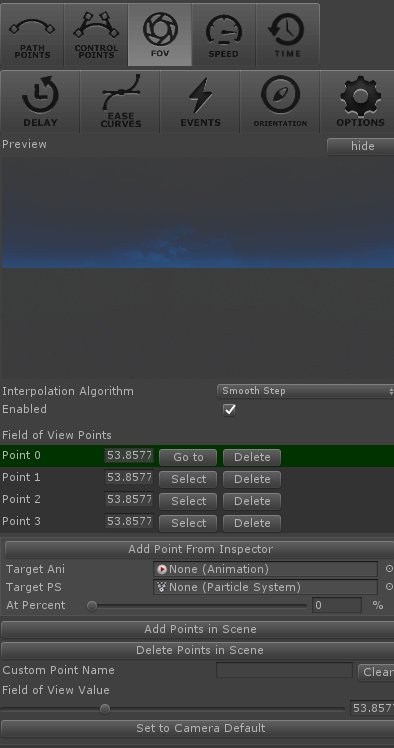 PATH POINTS CONTROL POINTS FOV SPEED TIME
DELAY EASE CURVES EVENTS ORIENTATION OPTIONS
Preview hide
Interpolation Algorithm Smooth Step
Enabled
Field of View Points
Point 0 53.8577 Go to Delete
Point 1 53.8577 Select Delete
Point 2 53.8577 Select Delete
Point 3 53.8577 Select Delete
Add Point From Inspector
Target Ani None (Animation)
Target PS None (Particle System)
At Percent 0 %
Add Points in Scene
Delete Points in Scene
Custom Point Name Clear
Field of View Value
53.857
Set to Camera Default